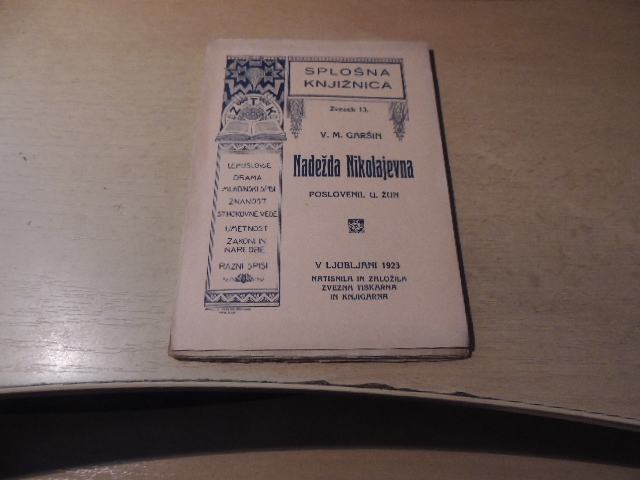 SPLOŠNA
KNJIŽNICA
Zvezek 13.
V. M. GARŠIN
Nadežda Nikolajevna
POSLOVENIL U. ŽUN
V LJUBLJANI 1923
NATISNILA IN ZALOŽILA
ZVEZNA TISKARNA
IN KNJIGARNA
Z T K
LEPOSLOVJE
DRAMA
MLADINSKI SPISI
ZNANOST
STROKOVNE VEDE
UMETNOST
ZAKONI IN
NAREDBE
RAZNI SPISI